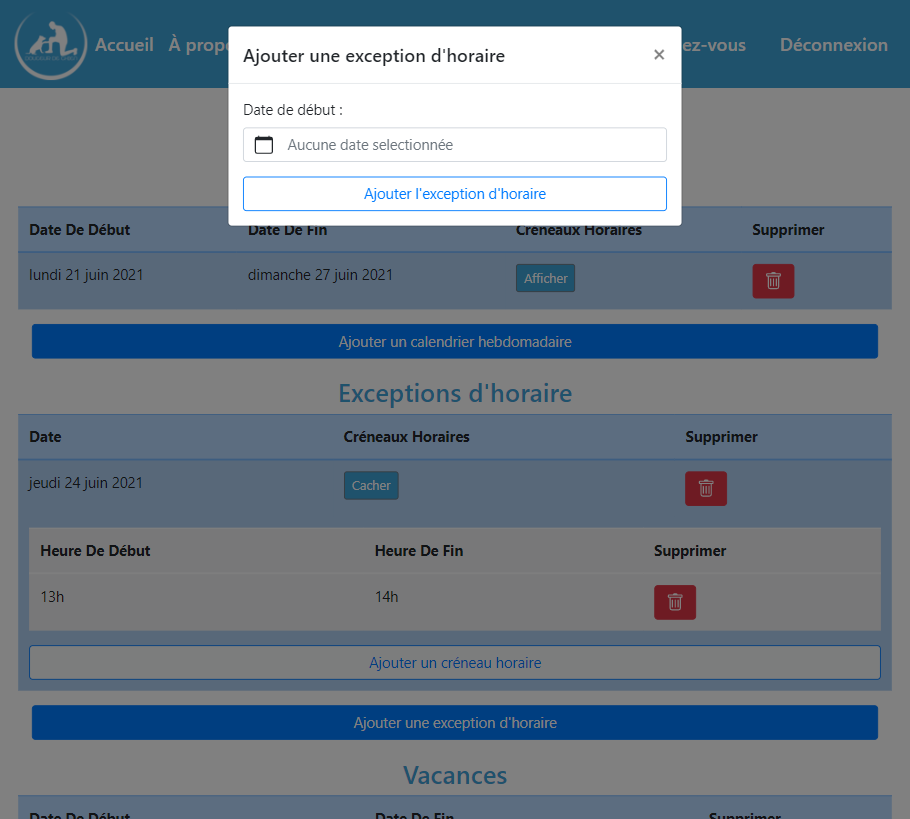 Accueil À prop ez-vous Déconnexion
Ajouter une exception d'horaire ×
Date de début :
Aucune date selectionnée
Ajouter l'exception d'horaire
Date De Début Date De Fin Créneaux Horaires Supprimer
lundi 21 juin 2021 dimanche 27 juin 2021 Afficher
Ajouter un calendrier hebdomadaire
Exceptions d'horaire
Date Créneaux Horaires Supprimer
jeudi 24 juin 2021 Cacher
Heure De Début Heure De Fin Supprimer
13h 14h
Ajouter un créneau horaire
Ajouter une exception d'horaire
Vacances
Date De Début Date De Fin Supprimer